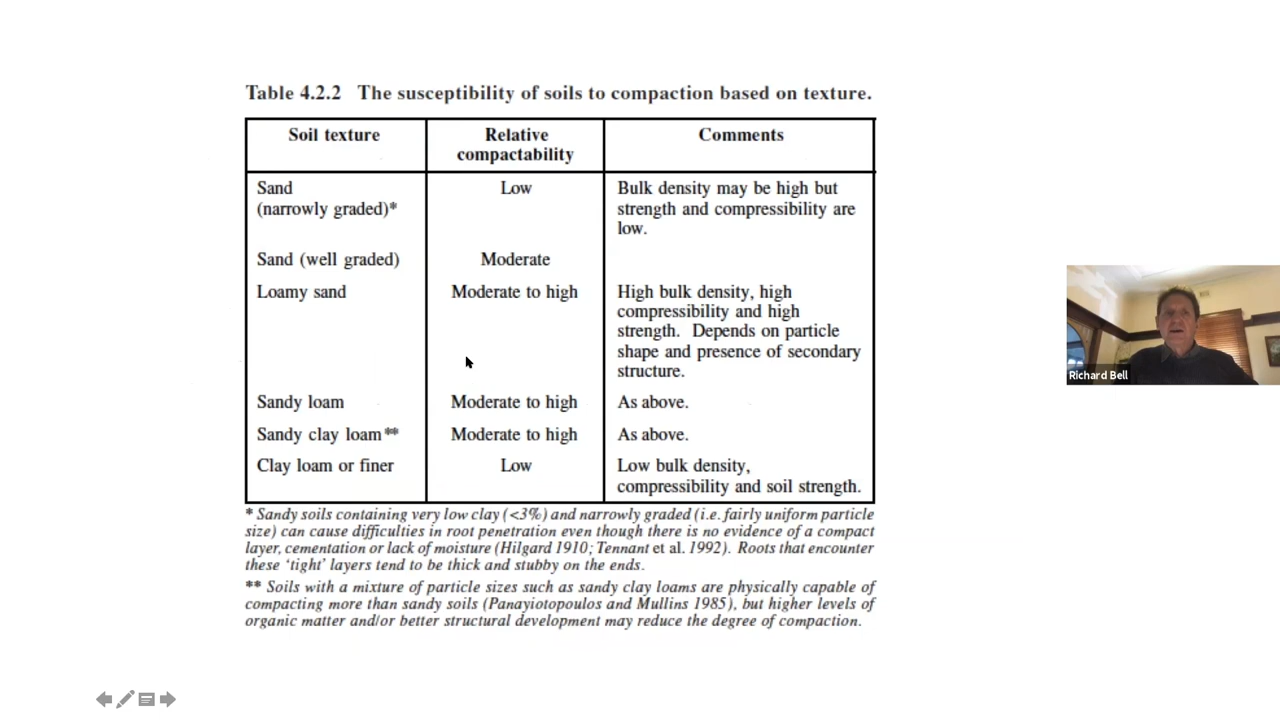 Table 4.2.2 The susceptibility of soils to compaction based on texture.
Soil texture
Relative
compactability
Comments
Sand
(narrowly graded)*
Low
Bulk density may be high but
strength and compressibility are
low.
Sand (well graded)
Moderate
Loamy sand
Moderate to high
High bulk density, high
compressibility and high
strength. Depends on particle
shape and presence of secondary
structure.
Sandy loam
Moderate to high
As above.
Sandy clay loam**
Moderate to high
As above.
Clay loam or finer
Low
Low bulk density,
compressibility and soil strength.
* Sandy soils containing very low clay (<3%) and narrowly graded (i.e. fairly uniform particle
size) can cause difficulties in root penetration even though there is no evidence of a compact
layer, cementation or lack of moisture (Hilgard 1910; Tennant et al. 1992). Roots that encounter
these ‘tight’ layers tend to be thick and stubby on the ends.
** Soils with a mixture of particle sizes such as sandy clay loams are physically capable of
compacting more than sandy soils (Panayiotopoulos and Mullins 1985), but higher levels of
organic matter and/or better structural development may reduce the degree of compaction.
Richard Bell